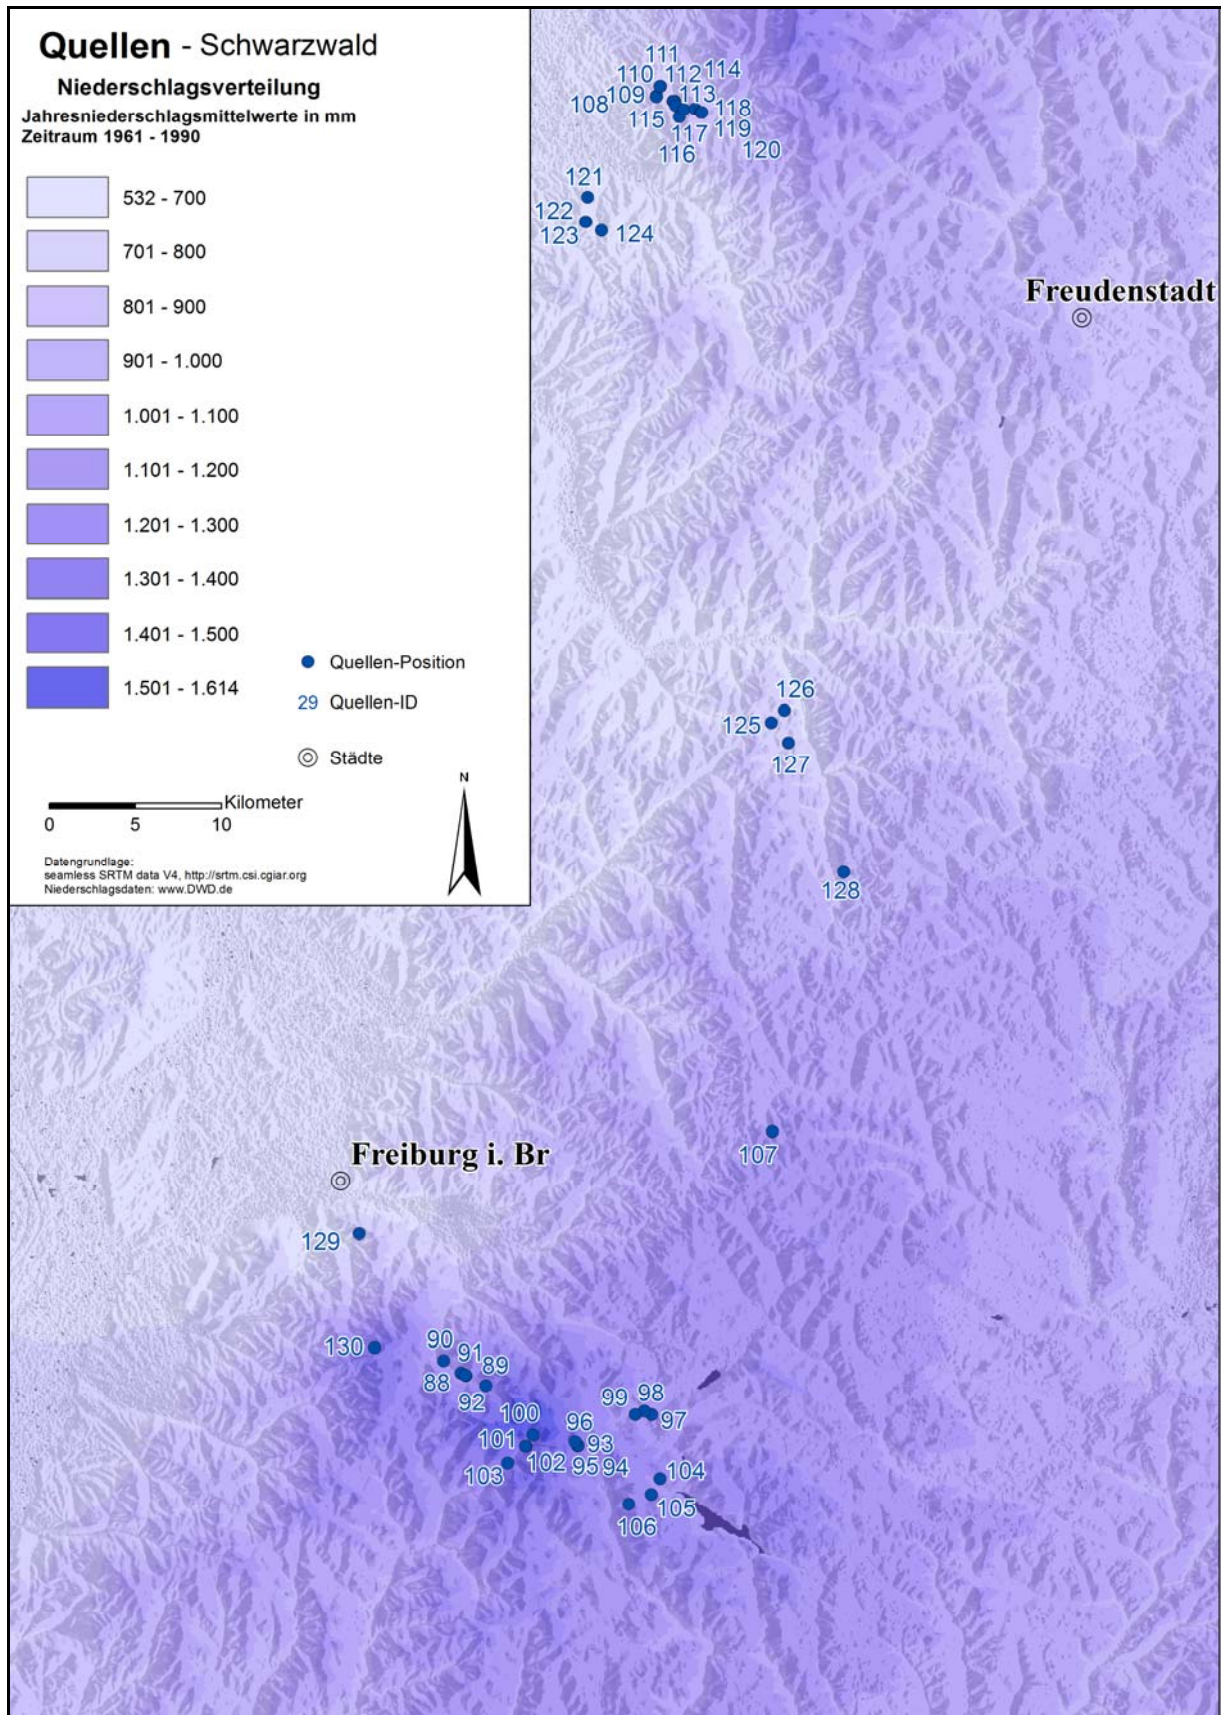 Quellen - Schwarzwald
Niederschlagsverteilung
Jahresniederschlagsmittelwerte in mm
Zeitraum 1961 - 1990
532 - 700
701 - 800
801 - 900
901 - 1.000
1.001 - 1.100
1.101 - 1.200
1.201 - 1.300
1.301 - 1.400
1.401 - 1.500
1.501 - 1.614
Quellen-Position
29 Quellen-ID
Städte
N
Kilometer
0 5 10
Datengrundlage:
seamless SRTM data V4, http://srtm.csi.cgiar.org
Niederschlagsdaten: www.DWD.de
111
110 112 114
108 109 113 118
115 117 119
116 120
121
122
123 124
Freudenstadt
126
125
127
128
107
Freiburg i. Br
129
130 90
91
88 89
92
99 98
97
100
101 96
102 93
103 95 94 104
105
106